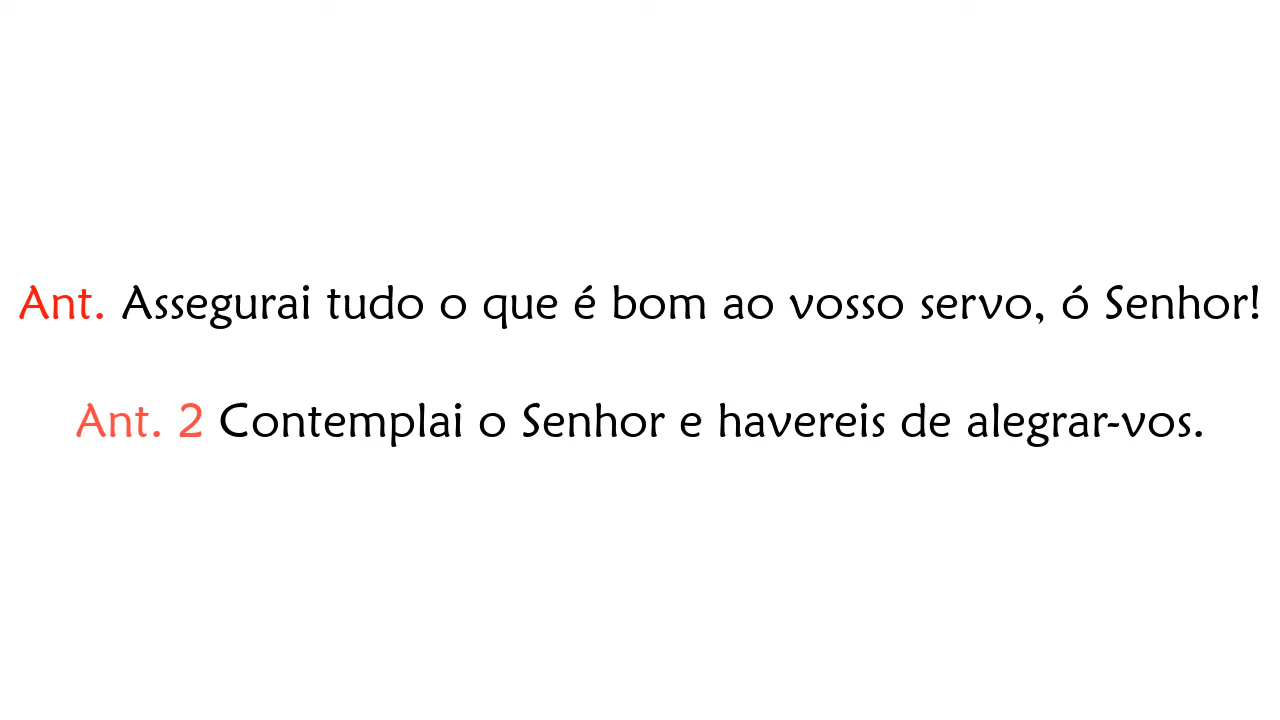 Ant. Assegurai tudo o que é bom ao vosso servo, ó Senhor!
Ant. 2 Contemplai o Senhor e havereis de alegrar-vos.